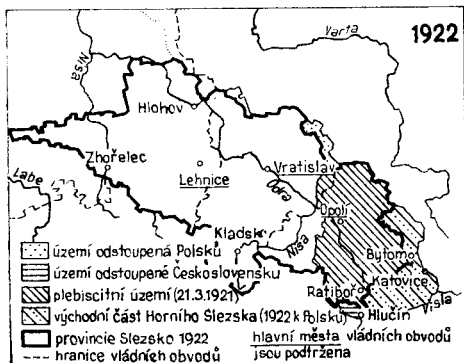 1922
Varta
Nisa
Hlohov
Zhořelec
Lehnice
Vratislav
Labe
Odra
Opolí
Kladsk
Nisa
Bytom
Katovice
Ratiboř
Visla
Hlučín
území odstoupená Polsku
území odstoupené Československu
plebiscitní území (21.3.1921)
východní část Horního Slezska (1922 k Polsku)
provincie Slezsko 1922
hranice vládních obvodů
hlavní města vládních obvodů
jsou podtržena